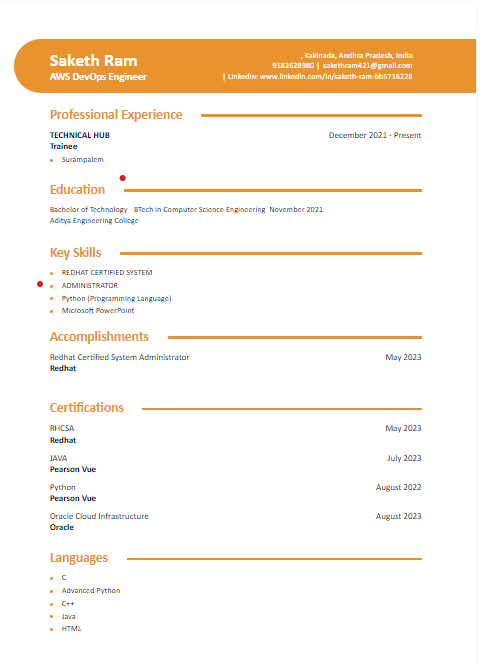 Saketh Ram
AWS DevOps Engineer
, Kakinada, Andhra Pradesh, India
9182628980 | sakethram421@gmail.com
| Linkedin: www.linkedin.com/in/saketh-ram-bb5716228
Professional Experience
TECHNICAL HUB December 2021 - Present
Trainee
Surampalem
Education
Bachelor of Technology - BTech in Computer Science Engineering November 2021
Aditya Engineering College
Key Skills
REDHAT CERTIFIED SYSTEM
ADMINISTRATOR
Python (Programming Language)
Microsoft PowerPoint
Accomplishments
Redhat Certified System Administrator May 2023
Redhat
Certifications
RHCSA May 2023
Redhat
JAVA July 2023
Pearson Vue
Python August 2022
Pearson Vue
Oracle Cloud Infrastructure August 2023
Oracle
Languages
C
Advanced Python
C++
Java
HTML